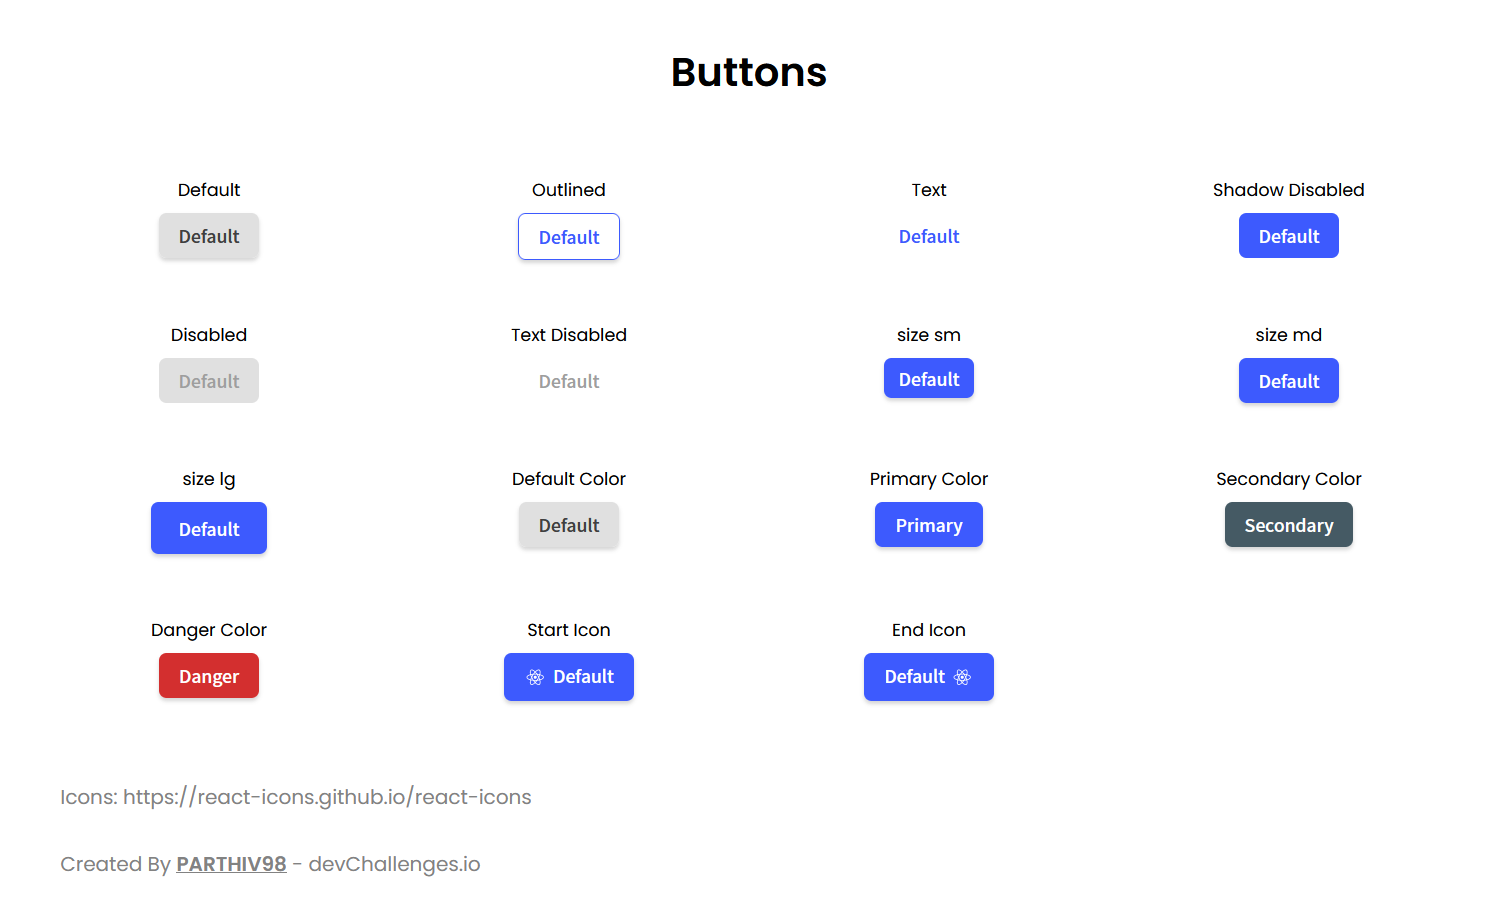 Buttons
Default Outlined Text Shadow Disabled
Default Default Default Default
Disabled Text Disabled size sm size md
Default Default Default Default
size lg Default Color Primary Color Secondary Color
Default Default Primary Secondary
Danger Color Start Icon End Icon
Danger Default Default
Icons: https://react-icons.github.io/react-icons
Created By PARTHIV98 - devChallenges.io